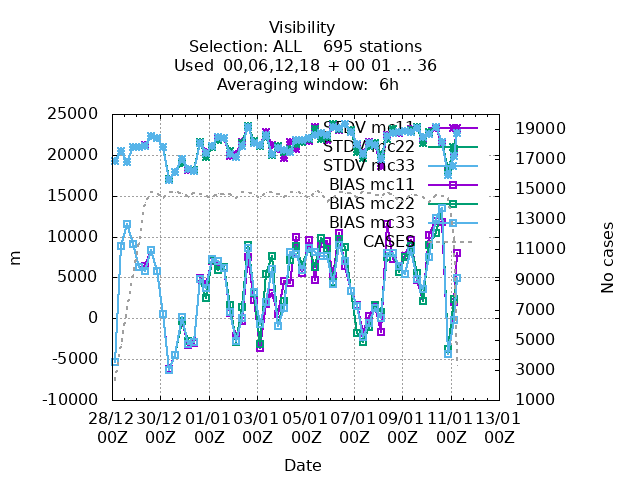 Visibility
Selection: ALL    695 stations
Used  00,06,12,18  + 00 01 ... 36
Averaging window:  6h
25000
20000
15000
10000
5000
0
-5000
-10000
m
19000
17000
15000
13000
11000
9000
7000
5000
3000
1000
No cases
STDV mc11
STDV mc22
STDV mc33
BIAS mc11
BIAS mc22
BIAS mc33
CASES
28/12 30/12 01/01 03/01 05/01 07/01 09/01 11/01 13/01
00Z 00Z 00Z 00Z 00Z 00Z 00Z 00Z 00Z
Date